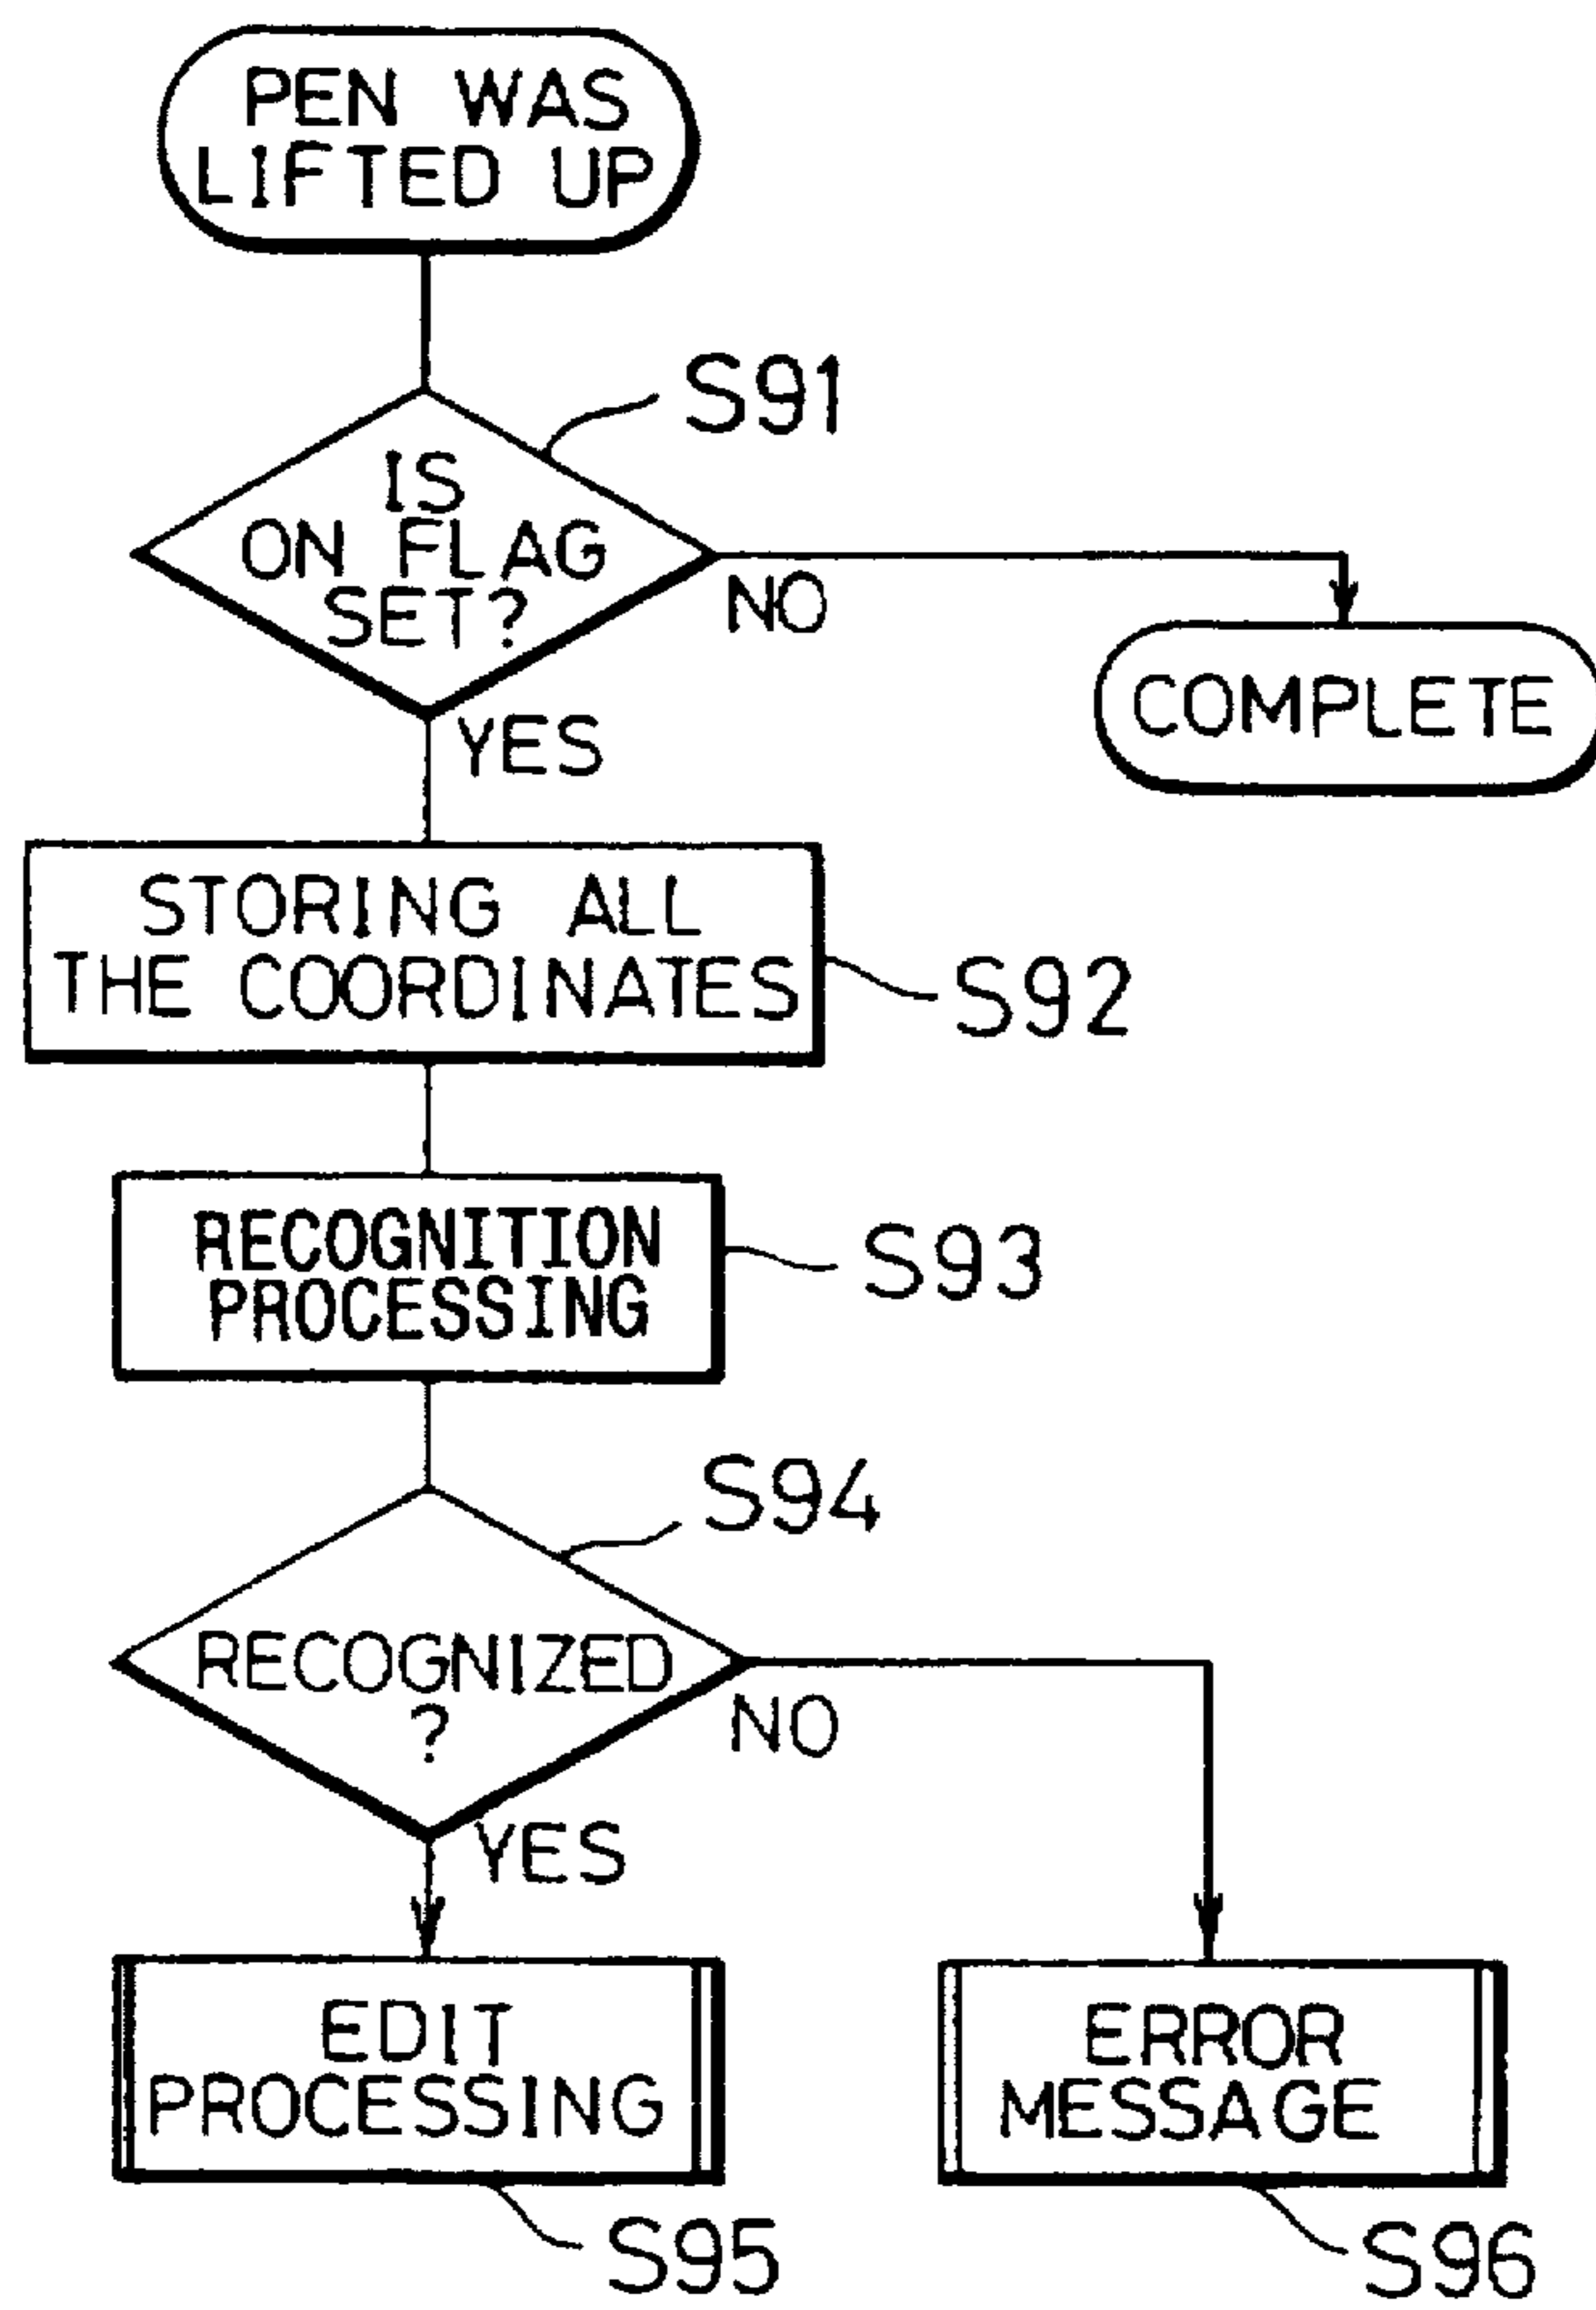 PEN WAS
LIFTED UP
S91
IS
ON FLAG
SET?
NO
COMPLETE
YES
STORING ALL
THE COORDINATES
S92
RECOGNITION
PROCESSING
S93
S94
RECOGNIZED
?
NO
YES
EDIT
PROCESSING
ERROR
MESSAGE
S95
S96